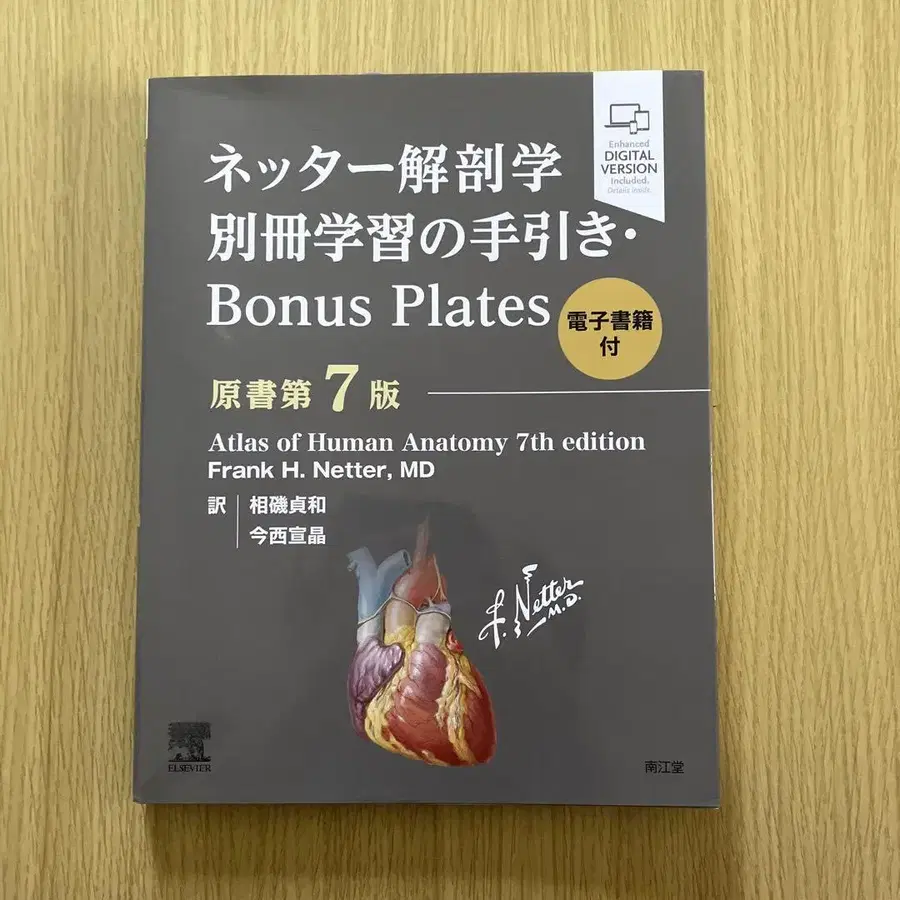 Enhanced
DIGITAL
VERSION
Included.
Details inside.
ネッター解剖学
別冊学習の手引き・
Bonus Plates
電子書籍
付
原書第7版
Atlas of Human Anatomy 7th edition
Frank H. Netter, MD
訳
相磯貞和
今西宣晶
F. Netter
M.D.
ELSEVIER
南江堂